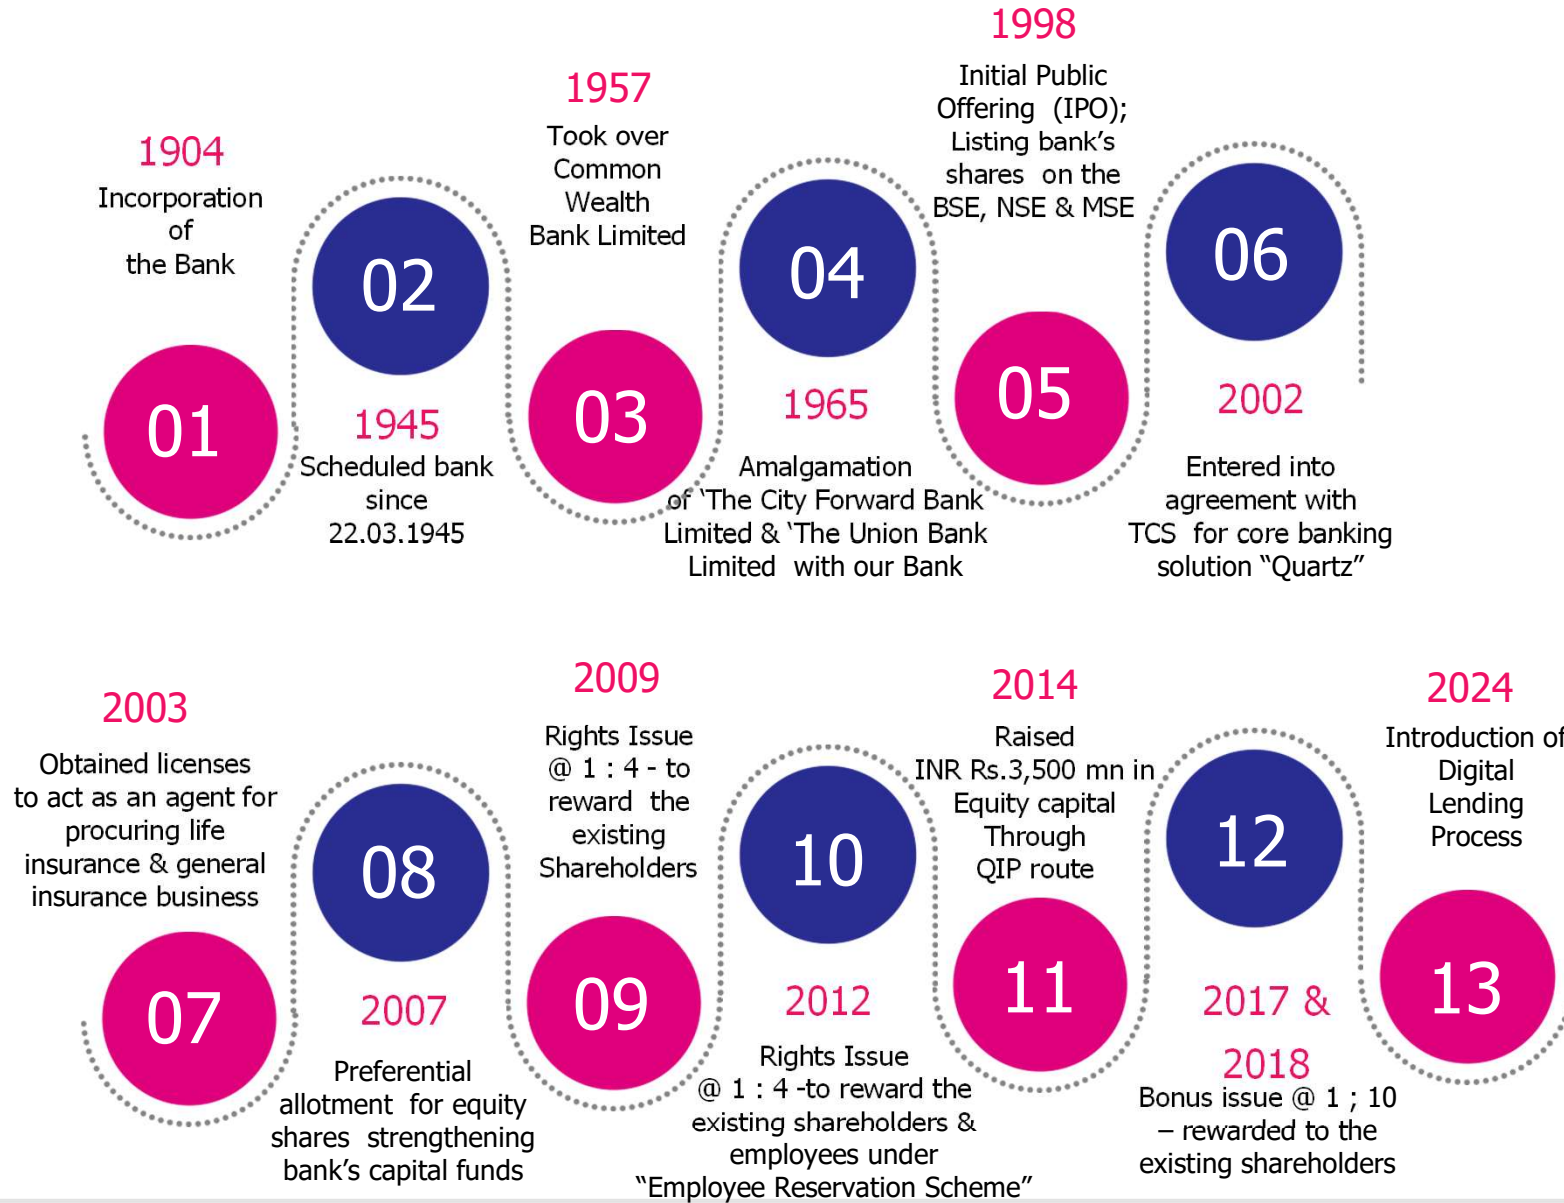 1904
Incorporation
of
the Bank
01
02
1945
Scheduled bank
since
22.03.1945
1957
Took over
Common
Wealth
Bank Limited
03
04
1965
Amalgamation
of ‘The City Forward Bank
Limited & ‘The Union Bank
Limited with our Bank
1998
Initial Public
Offering (IPO);
Listing bank’s
shares on the
BSE, NSE & MSE
05
06
2002
Entered into
agreement with
TCS for core banking
solution “Quartz”
2003
Obtained licenses
to act as an agent for
procuring life
insurance & general
insurance business
07
08
2007
Preferential
allotment for equity
shares strengthening
bank’s capital funds
2009
Rights Issue
@ 1 : 4 - to
reward the
existing
Shareholders
09
10
2012
Rights Issue
@ 1 : 4 -to reward the
existing shareholders &
employees under
“Employee Reservation Scheme”
2014
Raised
INR Rs.3,500 mn in
Equity capital
Through
QIP route
11
12
2017 &
2018
Bonus issue @ 1 ; 10
– rewarded to the
existing shareholders
2024
Introduction of
Digital
Lending
Process
13